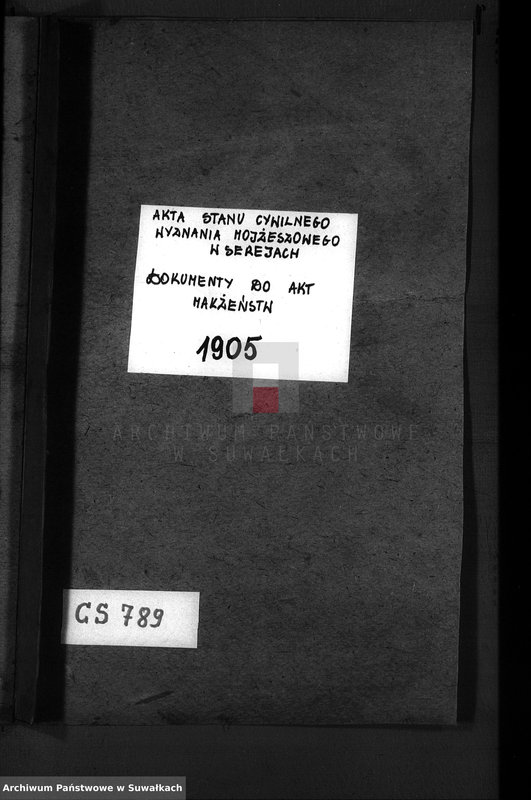 AKTA STANU CYWILNEGO
WYZNANIA MOJŻESZOWEGO
W SEREJACH
DOKUMENTY DO AKT
MAŁŻEŃSTW
1905
ARCHIWUM PAŃSTWOWE
W SUWAŁKACH
CS 789
Archiwum Państwowe w Suwałkach